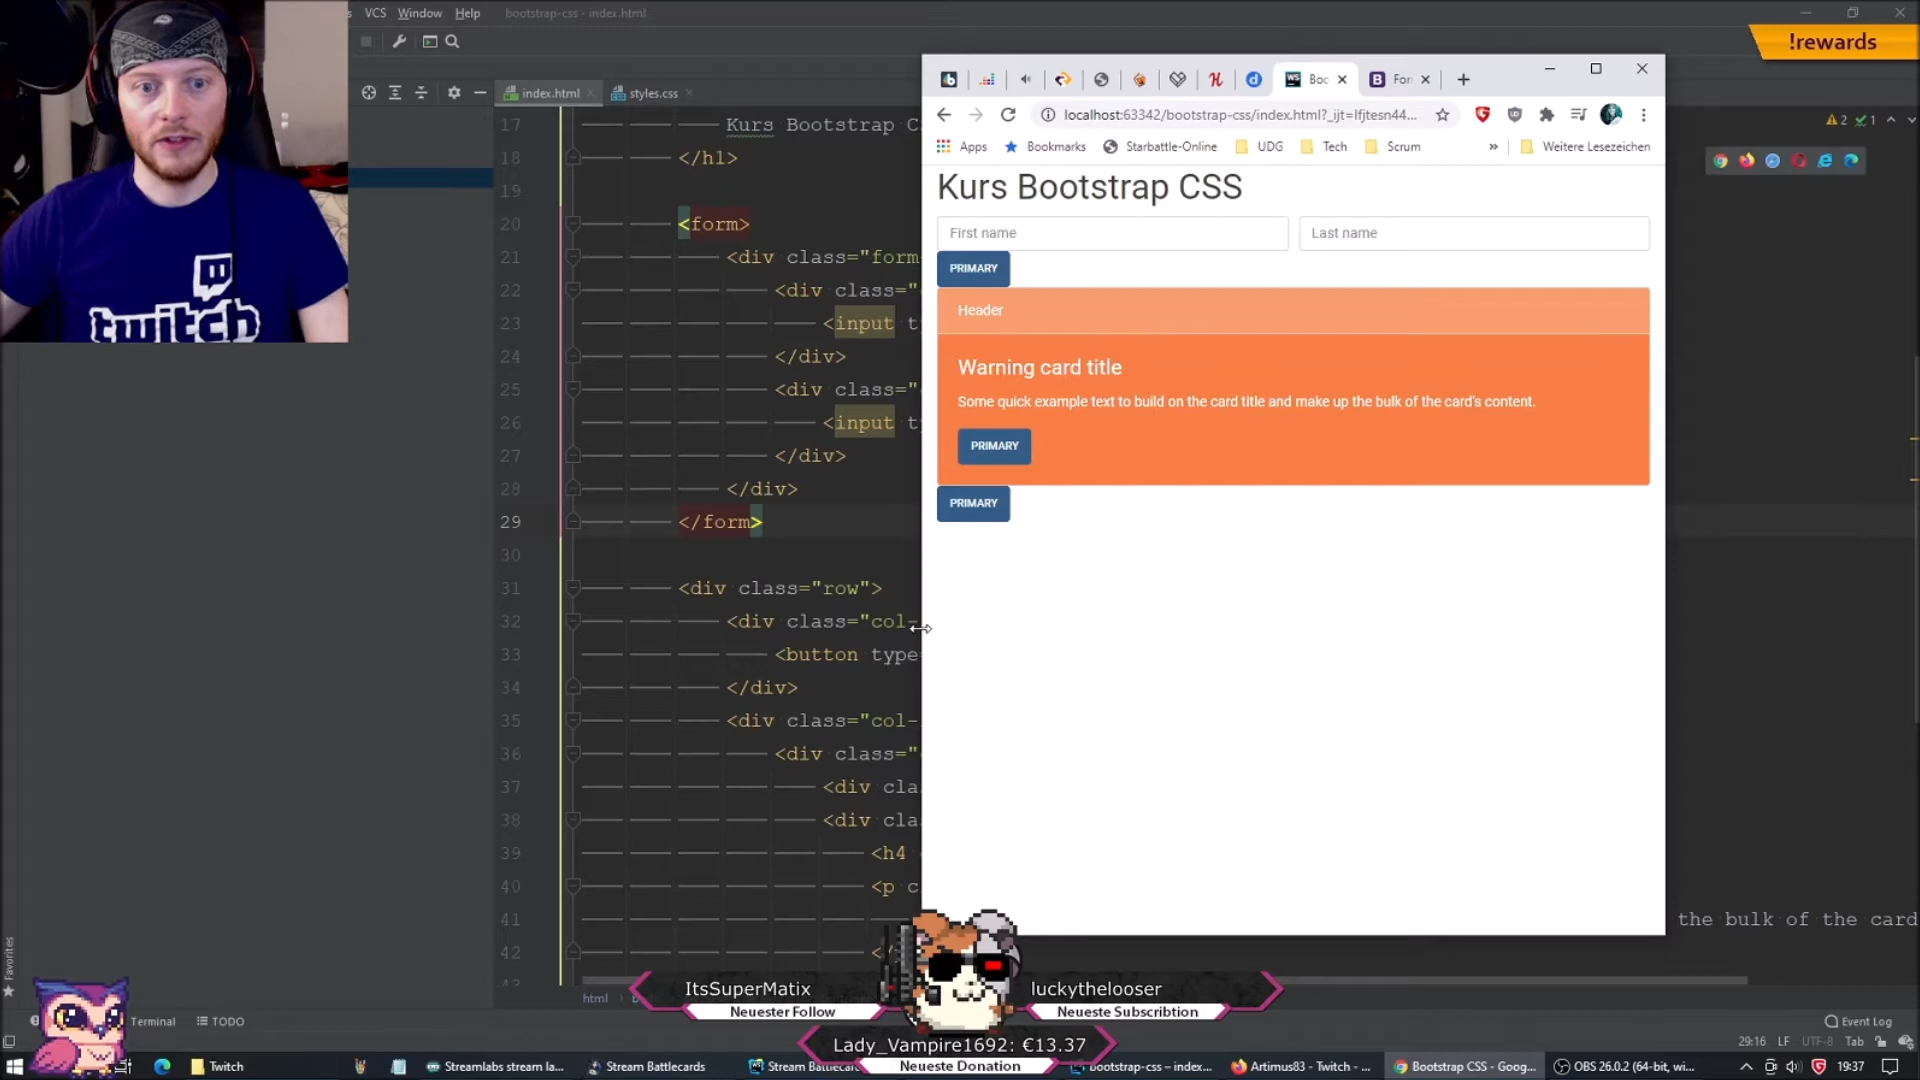 VCS Window Help bootstrap-css - index.html
!rewards
index.html
styles.css
Boc
For
localhost:63342/bootstrap-css/index.html?_ijt=lfjtesn44...
Apps
Bookmarks
Starbattle-Online
UDG
Tech
Scrum
»
Weitere Lesezeichen
2 1
17 Kurs Bootstrap C
18 </h1>
19
20 <form>
21 <div class="form
22 <div class="
23 <input t
24 </div>
25 <div class="
26 <input t
27 </div>
28 </div>
29 </form>
30
31 <div class="row">
32 <div class="col-
33 <button type
34 </div>
35 <div class="col-
36 <div class="
37 <div cla
38 <div cla
39 <h4
40 <p c
41 the bulk of the card
42 </
Kurs Bootstrap CSS
First name
Last name
PRIMARY
Header
Warning card title
Some quick example text to build on the card title and make up the bulk of the card's content.
PRIMARY
PRIMARY
twitch
Favorites
html
ItsSuperMatix
Neuester Follow
luckythelooser
Neueste Subscribtion
Lady_Vampire1692: €13.37
Neueste Donation
Terminal
TODO
Event Log
29:16 LF UTF-8 Tab
Twitch
Streamlabs stream la...
Stream Battlecards
Stream Battlecar
bootstrap-css – index...
Artimus83 - Twitch - ...
Bootstrap CSS - Goog...
OBS 26.0.2 (64-bit, wi...
19:37